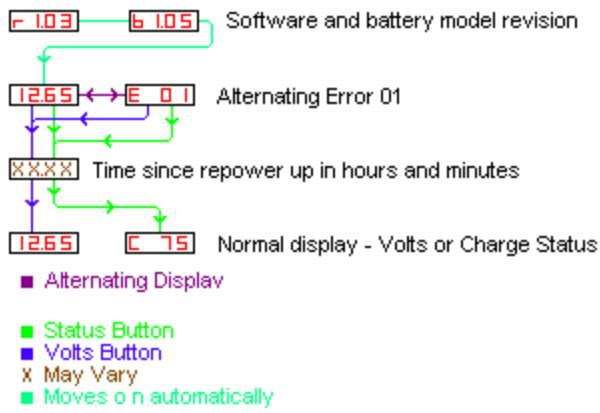 r 1.03 b 1.05 Software and battery model revision
12.65 E 01 Alternating Error 01
XX.XX Time since repower up in hours and minutes
12.65 C 75 Normal display - Volts or Charge Status
Alternating Display
Status Button
Volts Button
X May Vary
Moves o n automatically